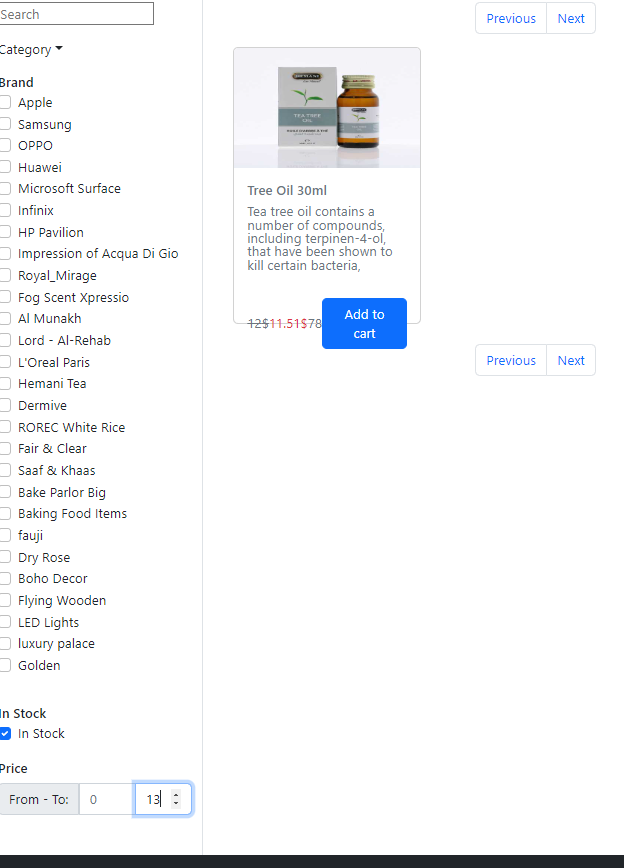 Search
Category
Brand
Apple
Samsung
OPPO
Huawei
Microsoft Surface
Infinix
HP Pavilion
Impression of Acqua Di Gio
Royal_Mirage
Fog Scent Xpressio
Al Munakh
Lord - Al-Rehab
L'Oreal Paris
Hemani Tea
Dermive
ROREC White Rice
Fair & Clear
Saaf & Khaas
Bake Parlor Big
Baking Food Items
fauji
Dry Rose
Boho Decor
Flying Wooden
LED Lights
luxury palace
Golden
In Stock
In Stock
Price
From - To: 0 13
Previous Next
TEA TREE
OIL
Tree Oil 30ml
Tea tree oil contains a
number of compounds,
including terpinen-4-ol,
that have been shown to
kill certain bacteria,
12$11.51$78
Add to
cart
Previous Next